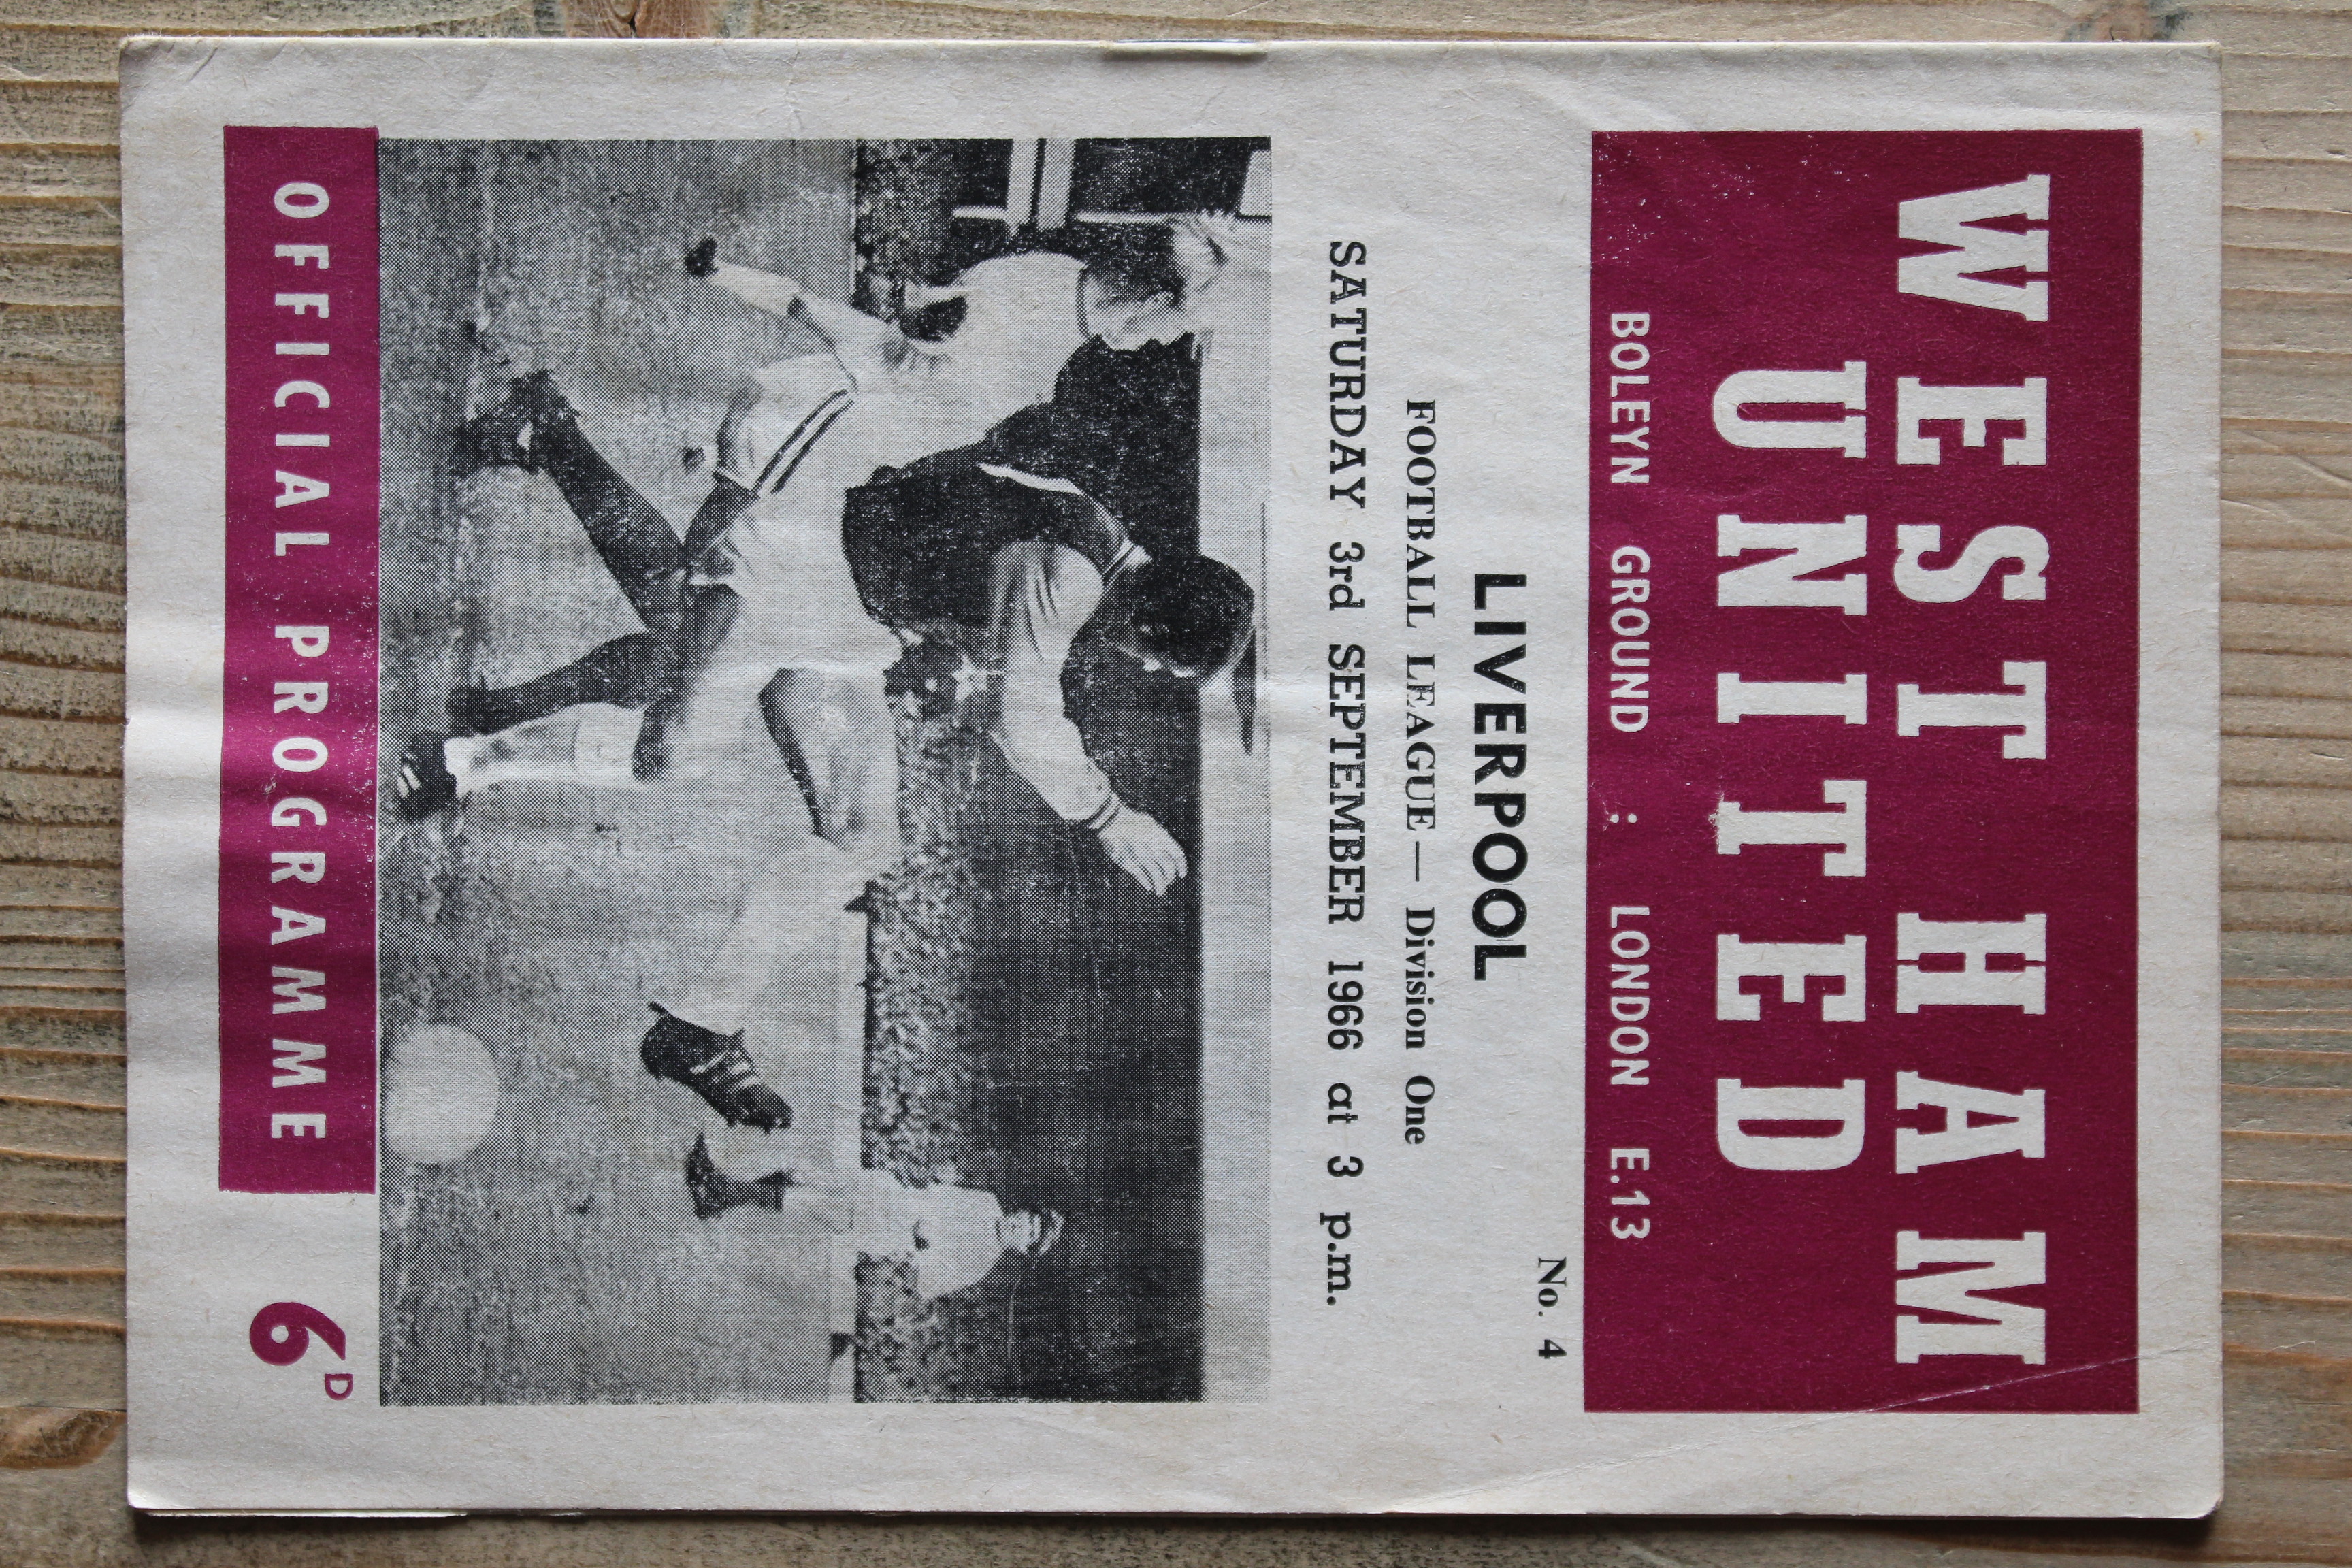 WEST HAM
UNITED
BOLEYN GROUND : LONDON E.13
No. 4
LIVERPOOL
FOOTBALL LEAGUE — Division One
SATURDAY 3rd SEPTEMBER 1966 at 3 p.m.
OFFICIAL PROGRAMME 6D